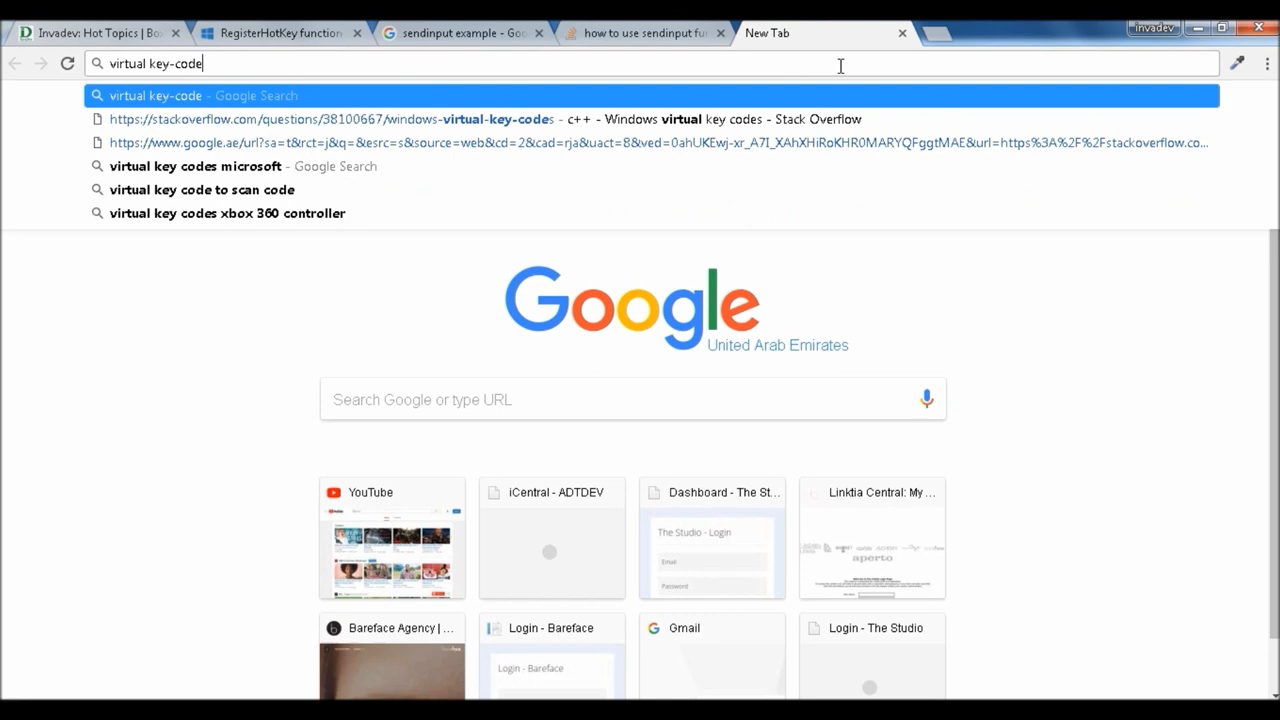 Invadev: Hot Topics | Bo
RegisterHotKey function
sendinput example - Goo
how to use sendinput fu
New Tab
invadev
virtual key-code
virtual key-code - Google Search
https://stackoverflow.com/questions/38100667/windows-virtual-key-codes - c++ - Windows virtual key codes - Stack Overflow
https://www.google.ae/url?sa=t&rct=j&q=&esrc=s&source=web&cd=2&cad=rja&uact=8&ved=0ahUKEwj-xr_A7I_XAhXHiRoKHR0MARYQFggtMAE&url=https%3A%2F%2Fstackoverflow.co...
virtual key codes microsoft - Google Search
virtual key code to scan code
virtual key codes xbox 360 controller
Google
United Arab Emirates
Search Google or type URL
YouTube
iCentral - ADTDEV
Dashboard - The St...
Linktia Central: My ...
The Studio - Login
Email
Password
aperto
Bareface Agency | ...
Login - Bareface
Gmail
Login - The Studio
Login - Bareface